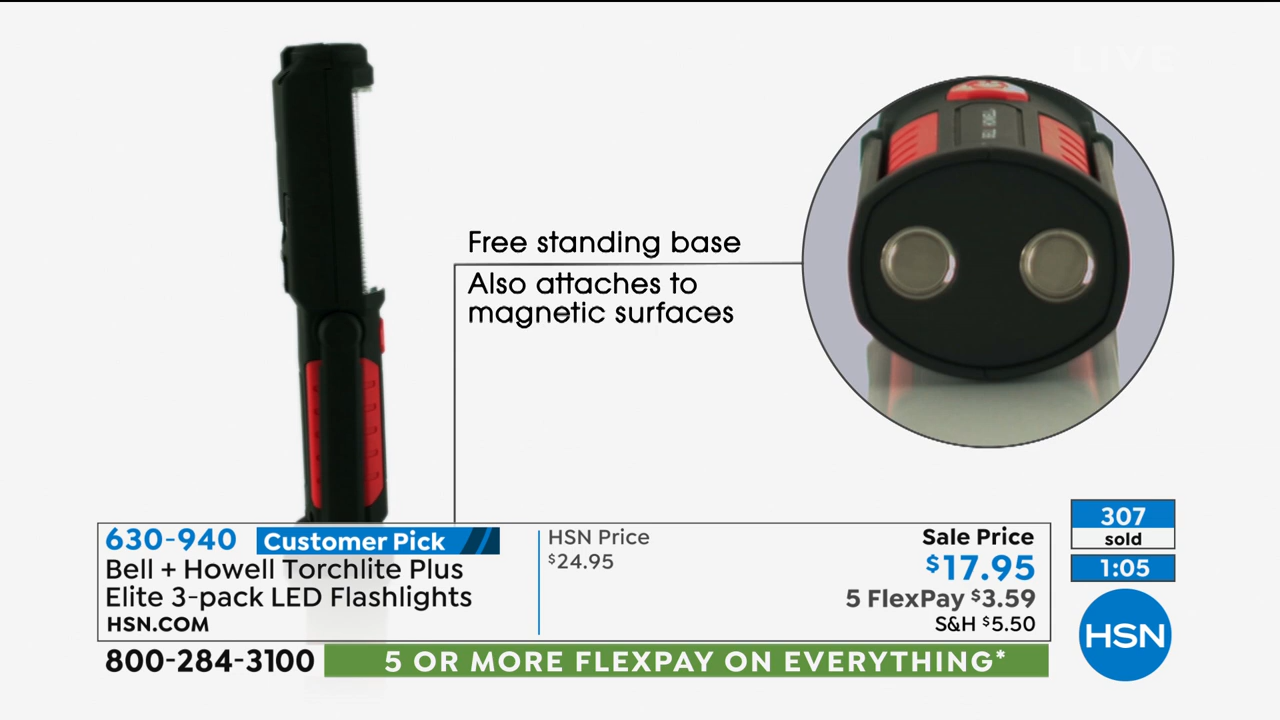 LIVE
Free standing base
Also attaches to
magnetic surfaces
630-940 Customer Pick
Bell + Howell Torchlite Plus
Elite 3-pack LED Flashlights
HSN.COM
HSN Price
$24.95
Sale Price
$17.95
5 FlexPay $3.59
S&H $5.50
307
sold
1:05
HSN
800-284-3100
5 OR MORE FLEXPAY ON EVERYTHING*